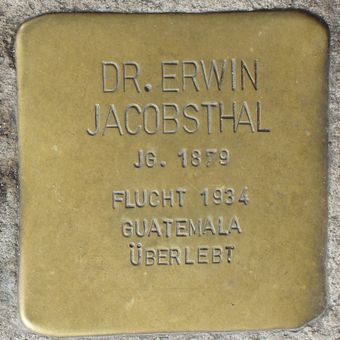 DR. ERWIN
JACOBSTHAL
JG. 1879
FLUCHT 1934
GUATEMALA
ÜBERLEBT